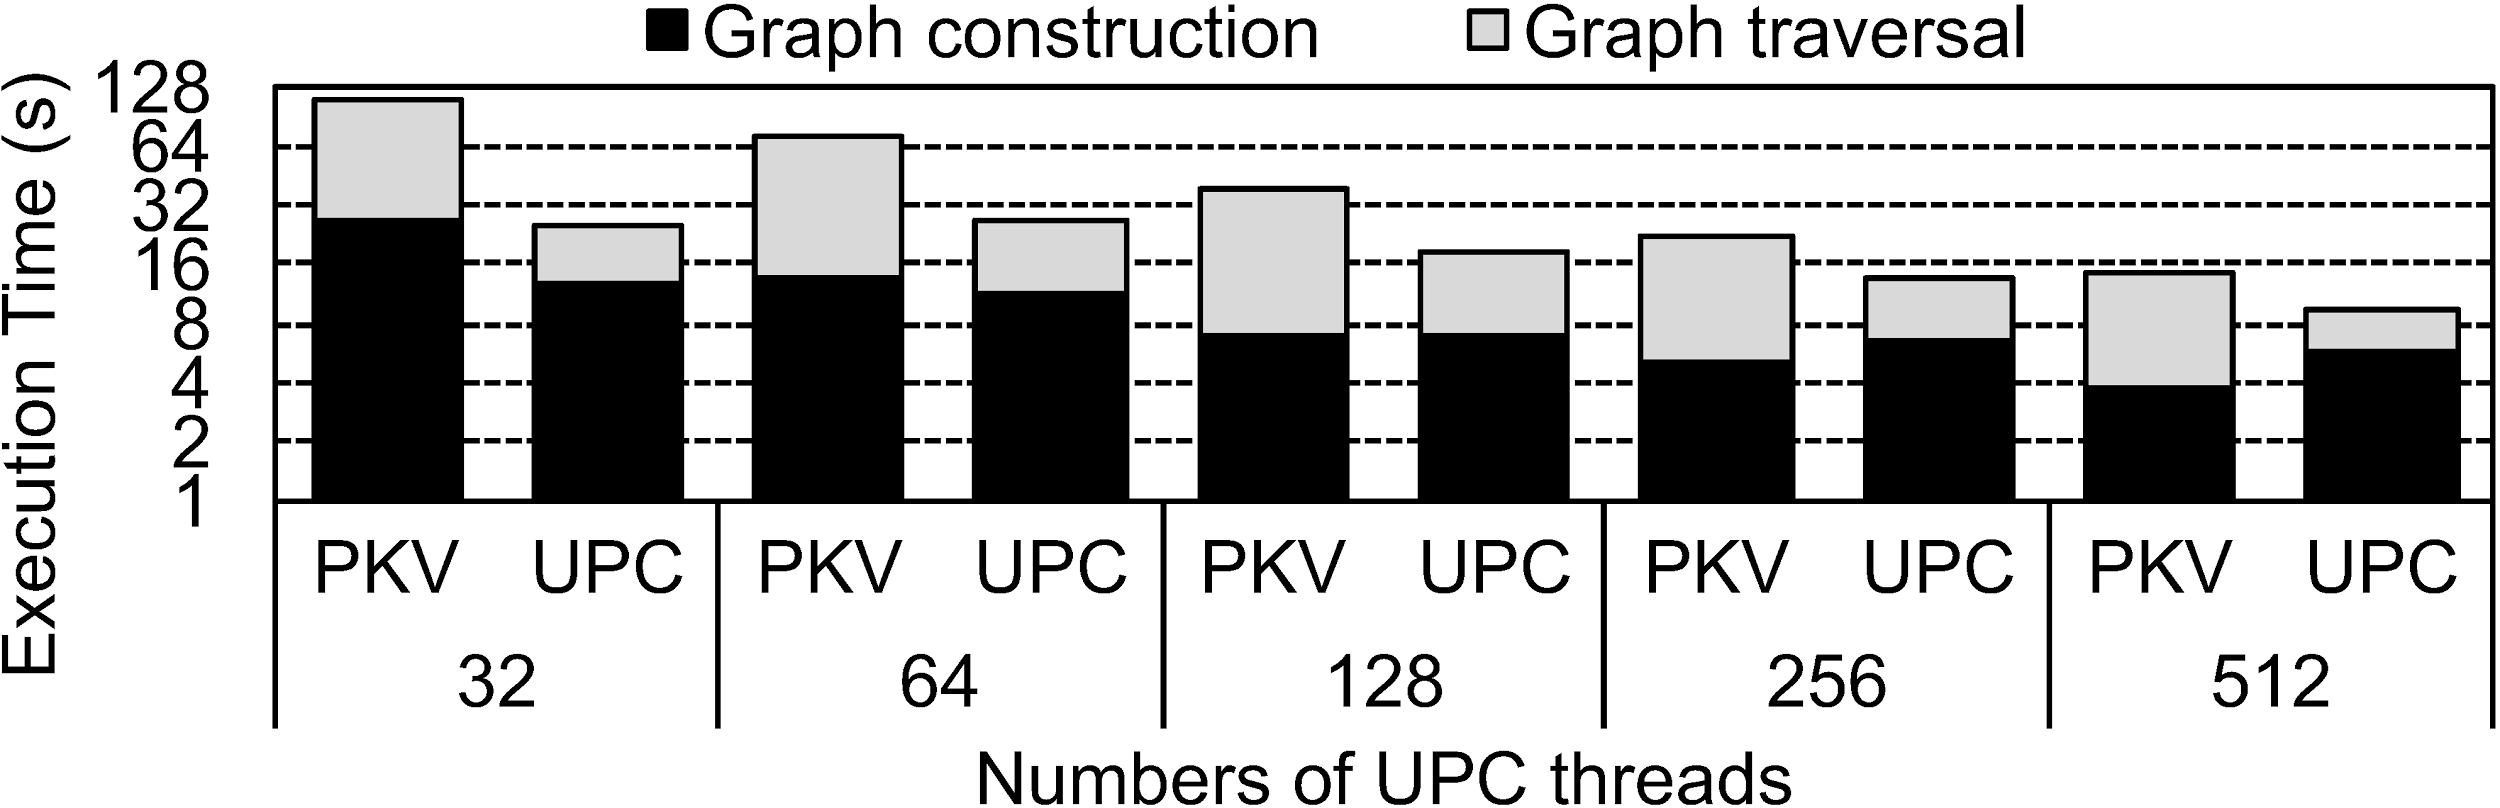 Graph construction Graph traversal
Execution Time (s)
128
64
32
16
8
4
2
1
PKV UPC PKV UPC PKV UPC PKV UPC PKV UPC
32 64 128 256 512
Numbers of UPC threads